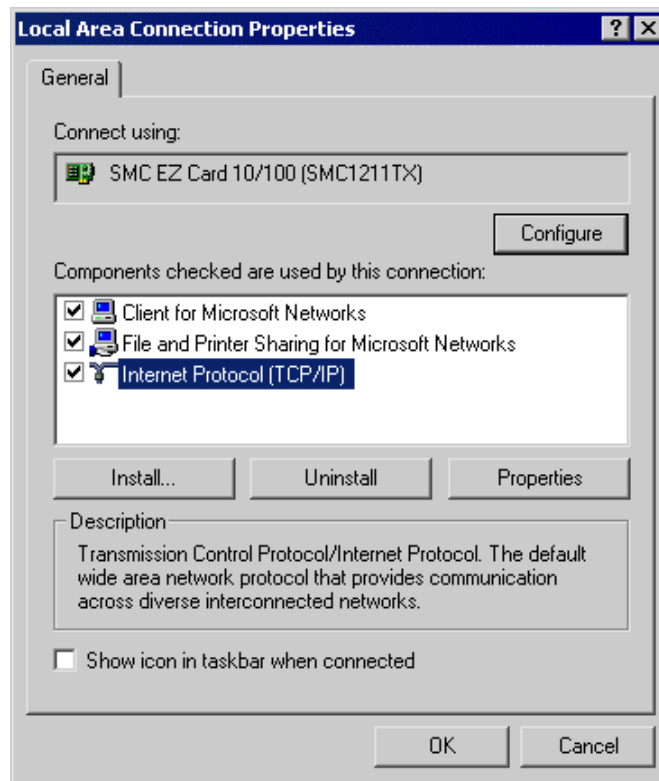 Local Area Connection Properties
General
Connect using:
SMC EZ Card 10/100 (SMC1211TX)
Configure
Components checked are used by this connection:
Client for Microsoft Networks
File and Printer Sharing for Microsoft Networks
Internet Protocol (TCP/IP)
Install... Uninstall Properties
Description
Transmission Control Protocol/Internet Protocol. The default
wide area network protocol that provides communication
across diverse interconnected networks.
Show icon in taskbar when connected
OK Cancel